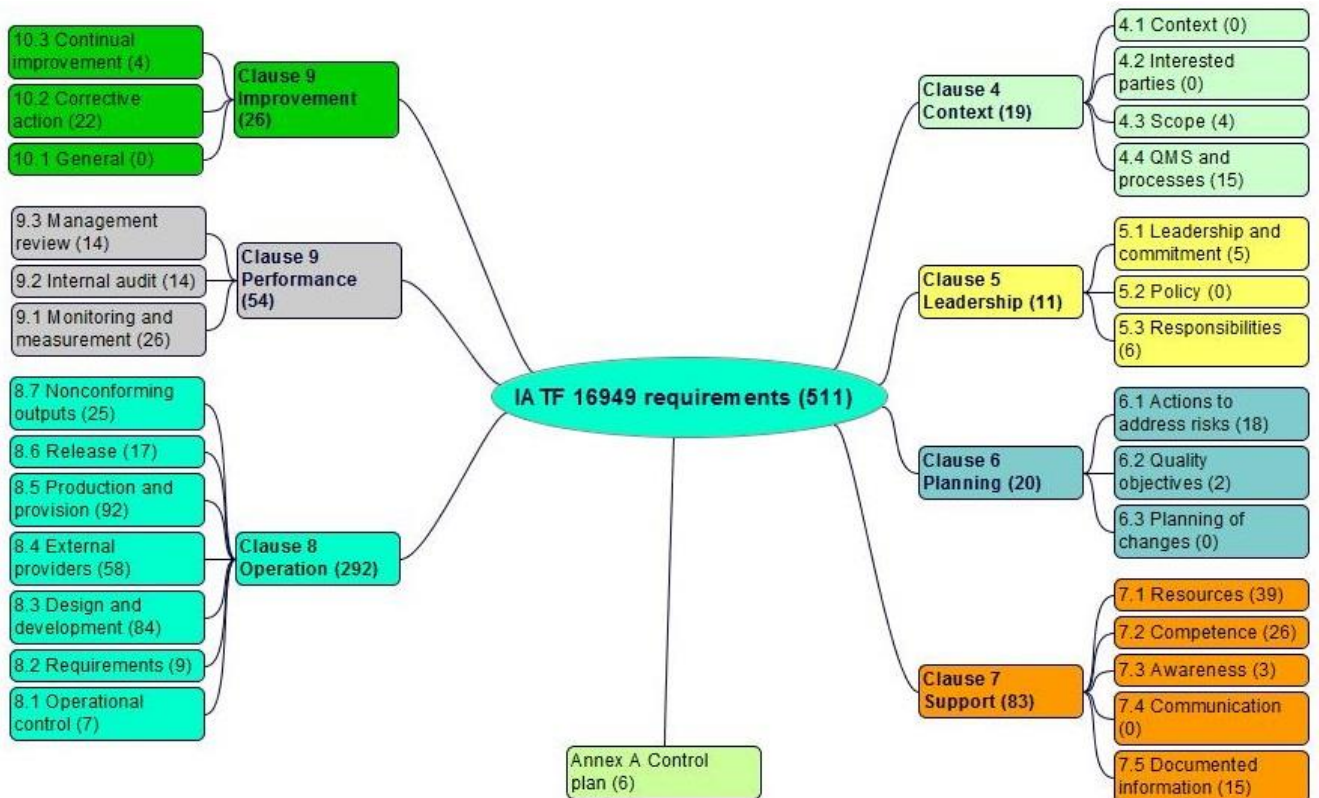 10.3 Continual
improvement (4)
10.2 Corrective
action (22)
10.1 General (0)
Clause 9
Improvement
(26)
9.3 Management
review (14)
9.2 Internal audit (14)
9.1 Monitoring and
measurement (26)
Clause 9
Performance
(54)
8.7 Nonconforming
outputs (25)
8.6 Release (17)
8.5 Production and
provision (92)
8.4 External
providers (58)
8.3 Design and
development (84)
8.2 Requirements (9)
8.1 Operational
control (7)
Clause 8
Operation (292)
IATF 16949 requirements (511)
Annex A Control
plan (6)
Clause 4
Context (19)
4.1 Context (0)
4.2 Interested
parties (0)
4.3 Scope (4)
4.4 QMS and
processes (15)
Clause 5
Leadership (11)
5.1 Leadership and
commitment (5)
5.2 Policy (0)
5.3 Responsibilities
(6)
Clause 6
Planning (20)
6.1 Actions to
address risks (18)
6.2 Quality
objectives (2)
6.3 Planning of
changes (0)
Clause 7
Support (83)
7.1 Resources (39)
7.2 Competence (26)
7.3 Awareness (3)
7.4 Communication
(0)
7.5 Documented
information (15)